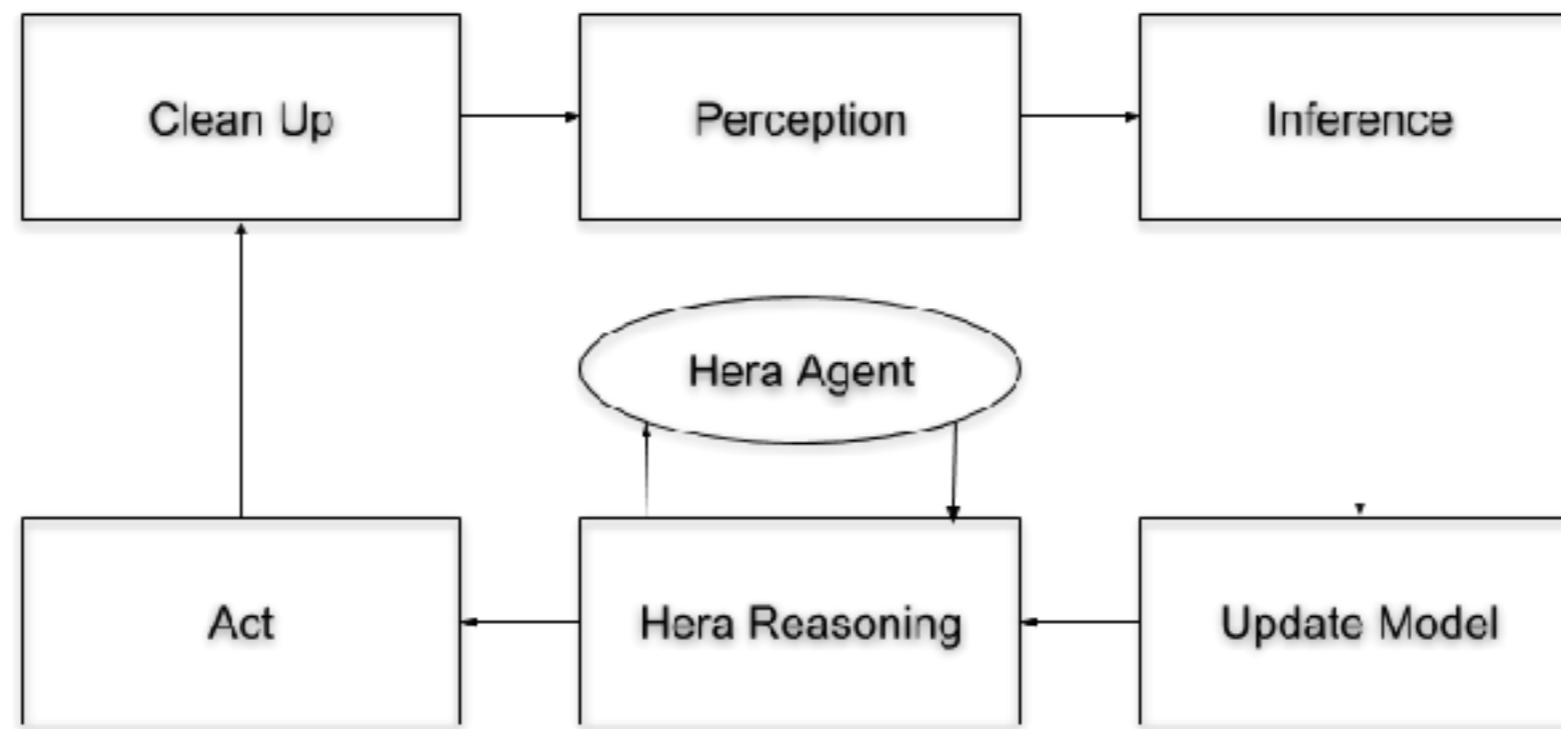 Clean Up
Perception
Inference
Hera Agent
Act
Hera Reasoning
Update Model